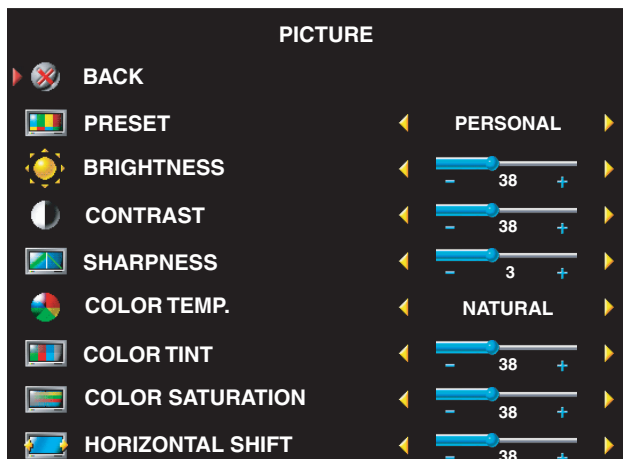 PICTURE
BACK
PRESET PERSONAL
BRIGHTNESS
- 38 +
CONTRAST
- 38 +
SHARPNESS
- 3 +
COLOR TEMP. NATURAL
COLOR TINT
- 38 +
COLOR SATURATION
- 38 +
HORIZONTAL SHIFT
38